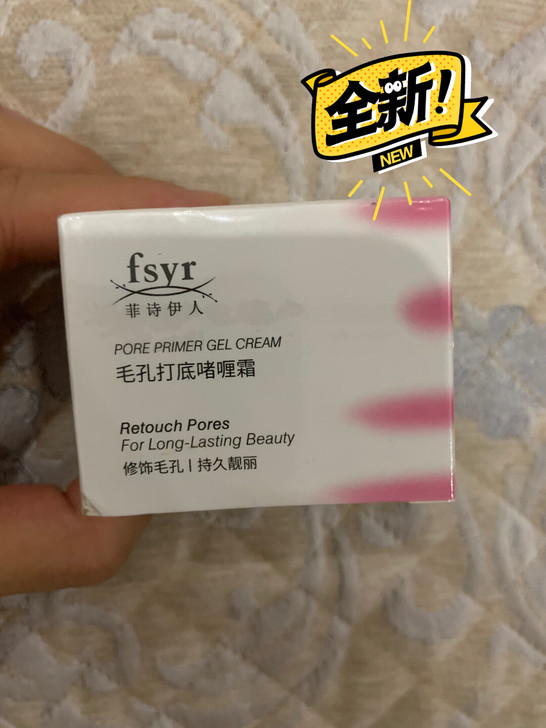 全新!
NEW
fsyr
菲诗伊人
PORE PRIMER GEL CREAM
毛孔打底啫喱霜
Retouch Pores
For Long-Lasting Beauty
修饰毛孔 | 持久靓丽